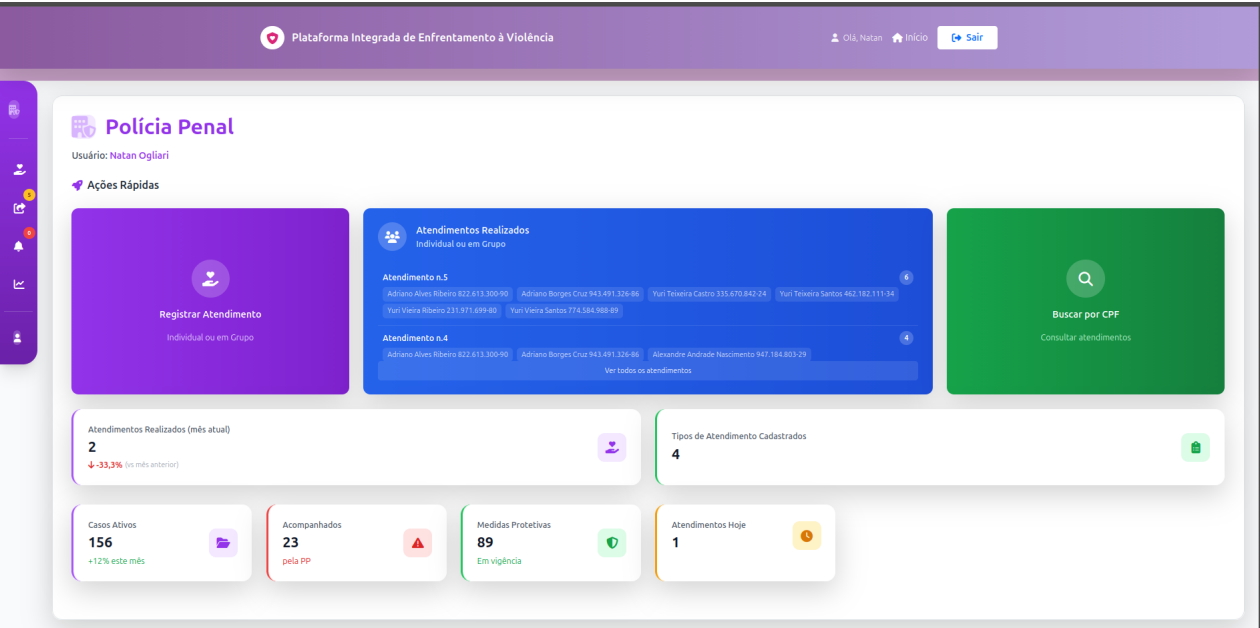 Plataforma Integrada de Enfrentamento à Violência
Olá, Natan Início Sair
Polícia Penal
Usuário: Natan Ogliari
5
Ações Rápidas
0
Registrar Atendimento
Individual ou em Grupo
Atendimentos Realizados
Individual ou em Grupo
Atendimento n.5 6
Adriano Alves Ribeiro 822.613.300-90 Adriano Borges Cruz 943.491.326-86 Yuri Teixeira Castro 335.670.842-24 Yuri Teixeira Santos 462.182.111-34
Yuri Vieira Ribeiro 231.971.699-80 Yuri Vieira Santos 774.584.988-89
Atendimento n.4 4
Adriano Alves Ribeiro 822.613.300-90 Adriano Borges Cruz 943.491.326-86 Alexandre Andrade Nascimento 947.184.803-29
Ver todos os atendimentos
Buscar por CPF
Consultar atendimentos
Atendimentos Realizados (mês atual)
2
-33,3% (vs mês anterior)
Tipos de Atendimento Cadastrados
4
Casos Ativos
156
+12% este mês
Acompanhados
23
pela PP
Medidas Protetivas
89
Em vigência
Atendimentos Hoje
1